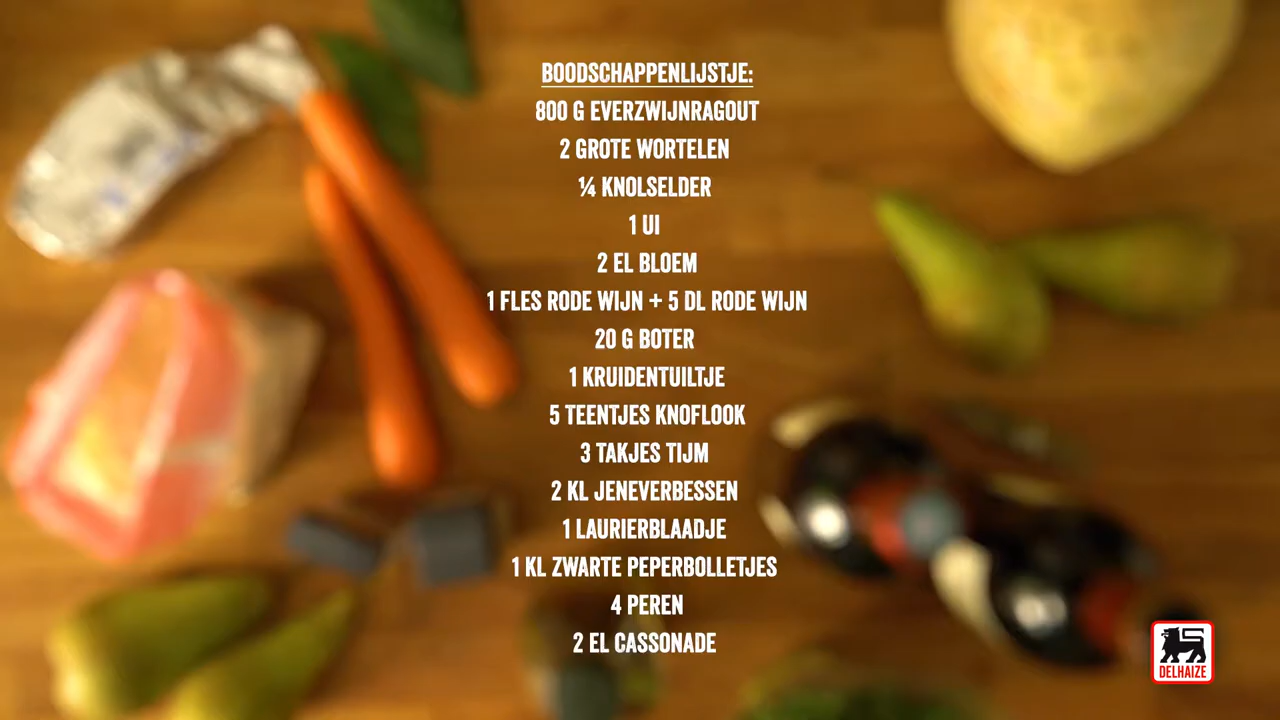 BOODSCHAPPENLIJSTJE:
800 G EVERZWIJNRAGOUT
2 GROTE WORTELEN
¼ KNOLSELDER
1 UI
2 EL BLOEM
1 FLES RODE WIJN + 5 DL RODE WIJN
20 G BOTER
1 KRUIDENTUILTJE
5 TEENTJES KNOFLOOK
3 TAKJES TIJM
2 KL JENEVERBESSEN
1 LAURIERBLAADJE
1 KL ZWARTE PEPERBOLLETJES
4 PEREN
2 EL CASSONADE
DELHAIZE